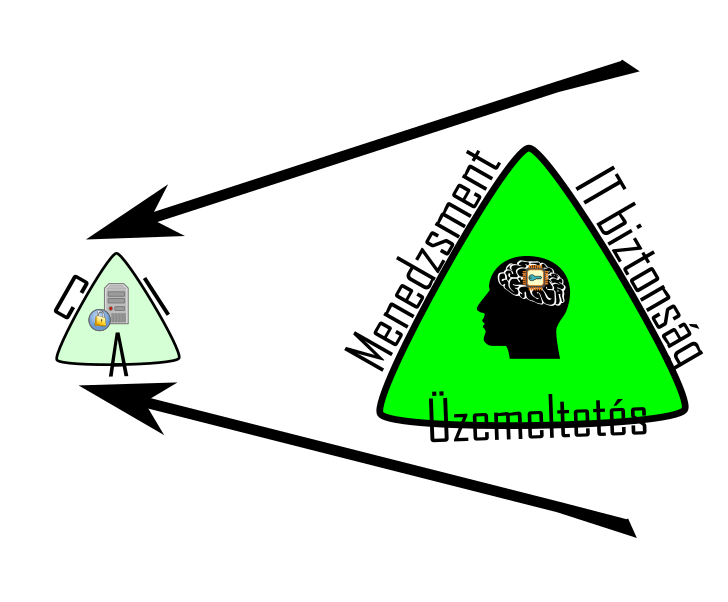 C
I
A
Menedzsment
IT biztonság
Üzemeltetés